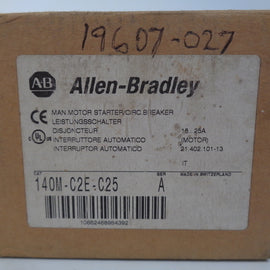 19607-027
AB Allen-Bradley
MAN MOTOR STARTER/CIRC BREAKER
LEISTUNGSSCHALTER
DISJONCTEUR 16 25A
INTERRUTTORE AUTOMATICO (MOTOR)
INTERRUPTOR AUTOMATICO 21.402.101-13
IT
CAT SER MADE IN SWITZERLAND
140M-C2E-C25 A
10662468964392